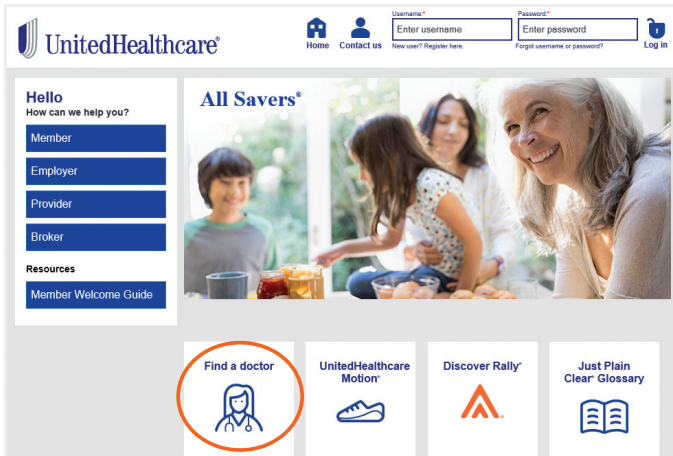 UnitedHealthcare®
Home
Contact us
Username:*
Enter username
New user? Register here.
Password:*
Enter password
Forgot username or password?
Log in
Hello
How can we help you?
Member
Employer
Provider
Broker
Resources
Member Welcome Guide
All Savers®
Find a doctor
UnitedHealthcare
Motion®
Discover Rally®
Just Plain
Clear® Glossary